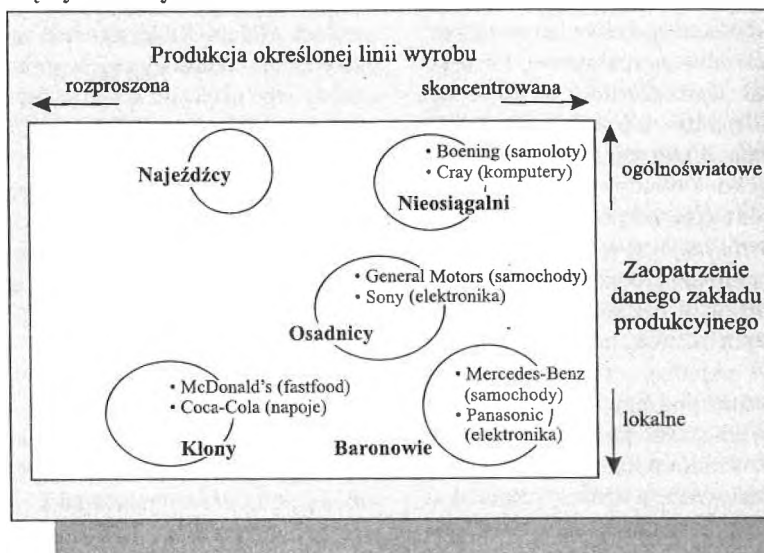 Produkcja określonej linii wyrobu
rozproszona
skoncentrowana
Najeźdźcy
• Boening (samoloty)
• Cray (komputery)
Nieosiągalni
ogólnoświatowe
• General Motors (samochody)
• Sony (elektronika)
Osadnicy
Zaopatrzenie
danego zakładu
produkcyjnego
• McDonald's (fastfood)
• Coca-Cola (napoje)
Klony
• Mercedes-Benz
(samochody)
• Panasonic
(elektronika)
Baronowie
lokalne